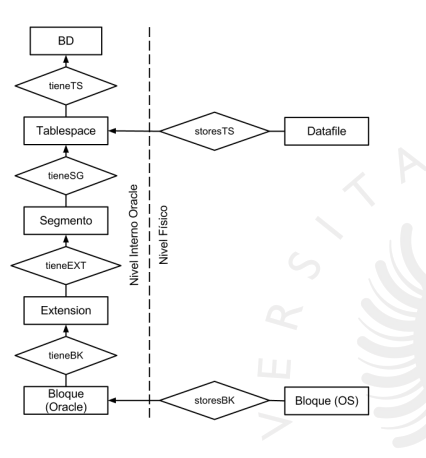 BD
tieneTS
Tablespace
storesTS
Datafile
tieneSG
Nivel Interno Oracle
Nivel Físico
Segmento
tieneEXT
Extension
tieneBK
Bloque
(Oracle)
storesBK
Bloque (OS)
VERSITA